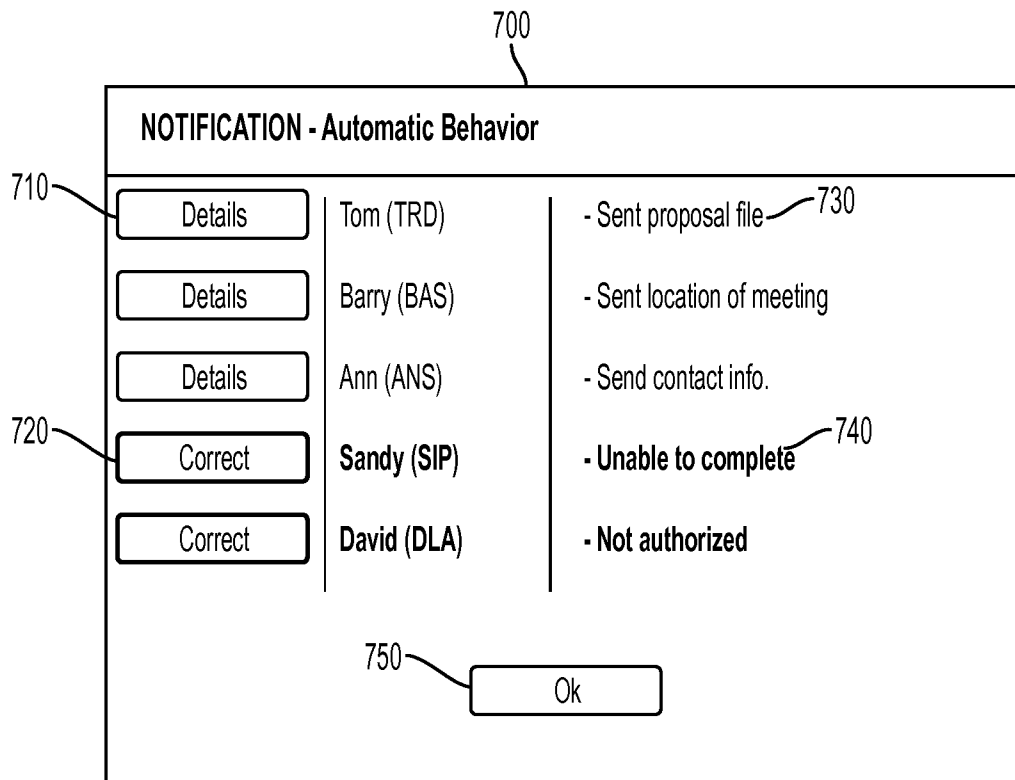 700
NOTIFICATION - Automatic Behavior
710 Details Tom (TRD) - Sent proposal file 730
Details Barry (BAS) - Sent location of meeting
Details Ann (ANS) - Send contact info.
720 Correct Sandy (SIP) - Unable to complete 740
Correct David (DLA) - Not authorized
750 Ok